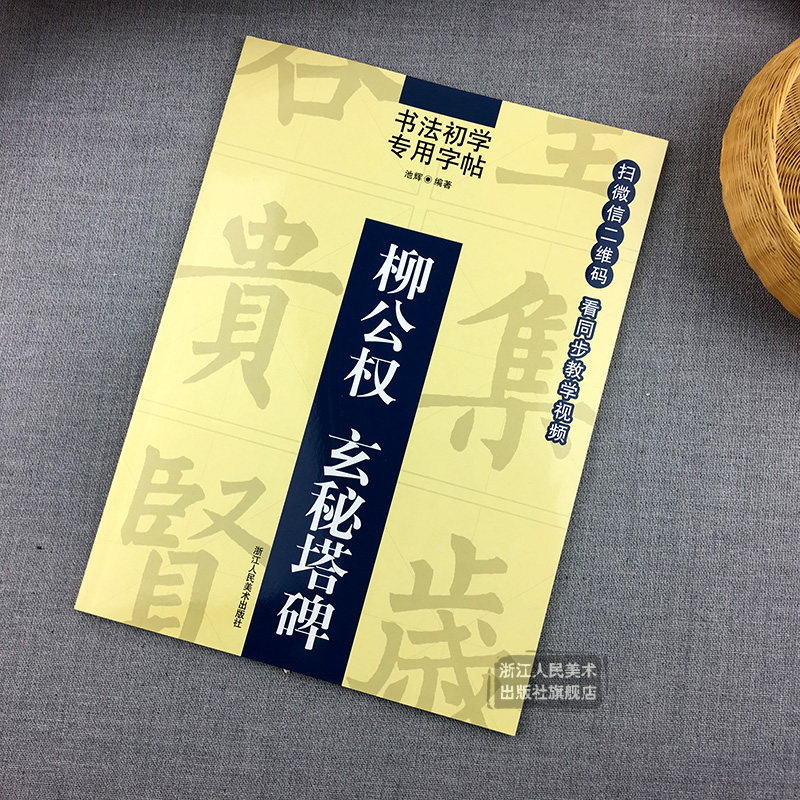 书法初学
专用字帖
池辉 编著
扫微信二维码 看同步教学视频
柳公权 玄秘塔碑
集
貴
歳
賢
浙江人民美术出版社
浙江人民美术
出版社旗舰店